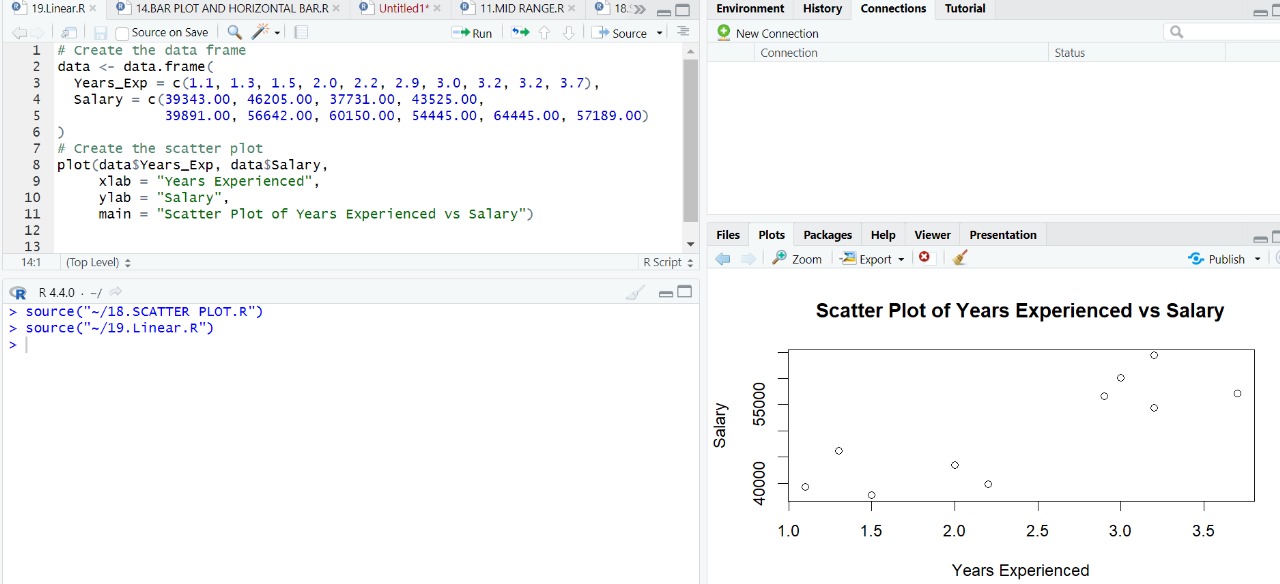 19.Linear.R
14.BAR PLOT AND HORIZONTAL BAR.R
Untitled1*
11.MID RANGE.R
18.
Source on Save
Run
Source
1 # Create the data frame
2 data <- data.frame(
3 Years_Exp = c(1.1, 1.3, 1.5, 2.0, 2.2, 2.9, 3.0, 3.2, 3.2, 3.7),
4 Salary = c(39343.00, 46205.00, 37731.00, 43525.00,
5 39891.00, 56642.00, 60150.00, 54445.00, 64445.00, 57189.00)
6 )
7 # Create the scatter plot
8 plot(data$Years_Exp, data$Salary,
9 xlab = "Years Experienced",
10 ylab = "Salary",
11 main = "Scatter Plot of Years Experienced vs Salary")
12
13
14:1 (Top Level) R Script
R 4.4.0 · ~/
> source("~/18.SCATTER PLOT.R")
> source("~/19.Linear.R")
>
Environment History Connections Tutorial
New Connection
Connection Status
Files Plots Packages Help Viewer Presentation
Zoom Export Publish
Scatter Plot of Years Experienced vs Salary
Salary
55000
40000
1.0 1.5 2.0 2.5 3.0 3.5
Years Experienced